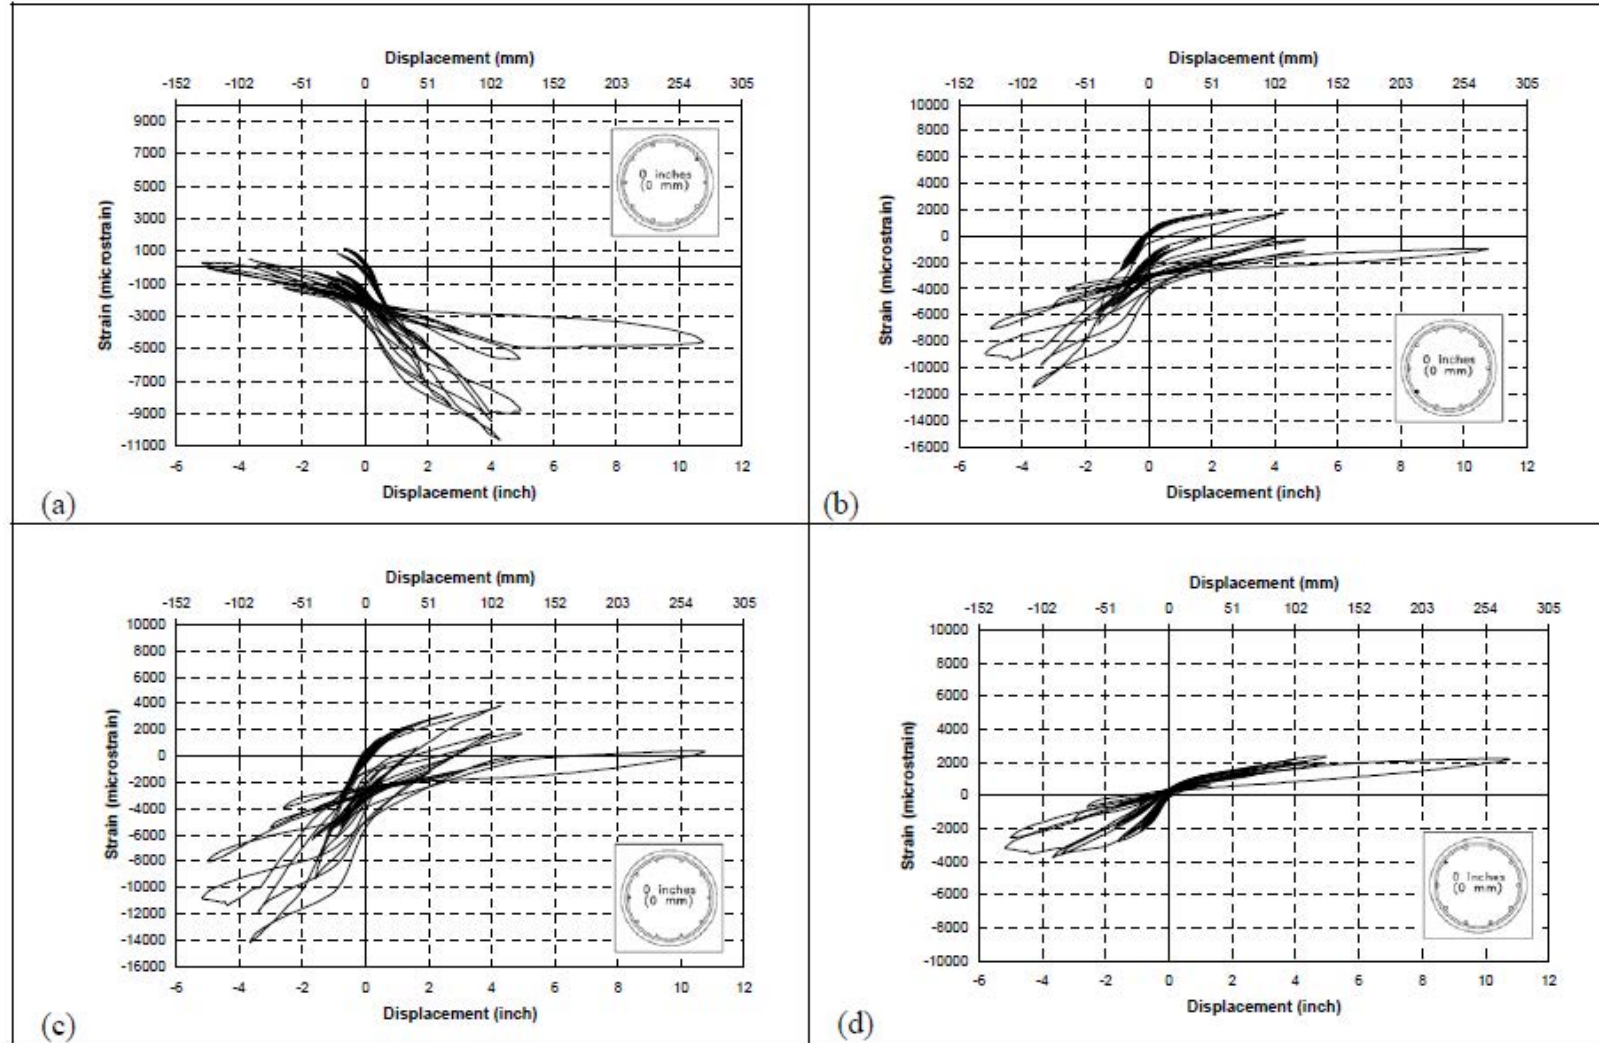 Displacement (mm)
-152 -102 -51 0 51 102 152 203 254 305
9000
7000
5000
3000
1000
-1000
-3000
-5000
-7000
-9000
-11000
Strain (microstrain)
0 inches
(0 mm)
-6 -4 -2 0 2 4 6 8 10 12
Displacement (inch)
(a)
Displacement (mm)
-152 -102 -51 0 51 102 152 203 254 305
10000
8000
6000
4000
2000
0
-2000
-4000
-6000
-8000
-10000
-12000
-14000
-16000
Strain (microstrain)
0 inches
(0 mm)
-6 -4 -2 0 2 4 6 8 10 12
Displacement (inch)
(b)
Displacement (mm)
-152 -102 -51 0 51 102 152 203 254 305
10000
8000
6000
4000
2000
0
-2000
-4000
-6000
-8000
-10000
-12000
-14000
-16000
Strain (microstrain)
0 inches
(0 mm)
-6 -4 -2 0 2 4 6 8 10 12
Displacement (inch)
(c)
Displacement (mm)
-152 -102 -51 0 51 102 152 203 254 305
10000
8000
6000
4000
2000
0
-2000
-4000
-6000
-8000
-10000
Strain (microstrain)
0 inches
(0 mm)
-6 -4 -2 0 2 4 6 8 10 12
Displacement (inch)
(d)